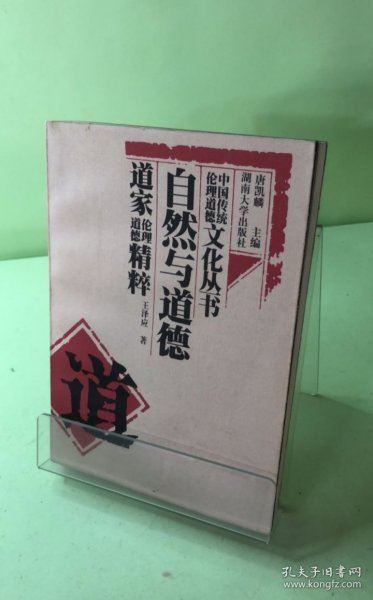 唐凯麟 主编
湖南大学出版社
中国传统
伦理道德
文化丛书
自然与道德
道家
伦理
道德
精粹
王泽应 著
道
孔夫子旧书网
www.kongfz.com